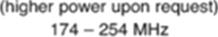 (higher power upon request)
174 – 254 MHz